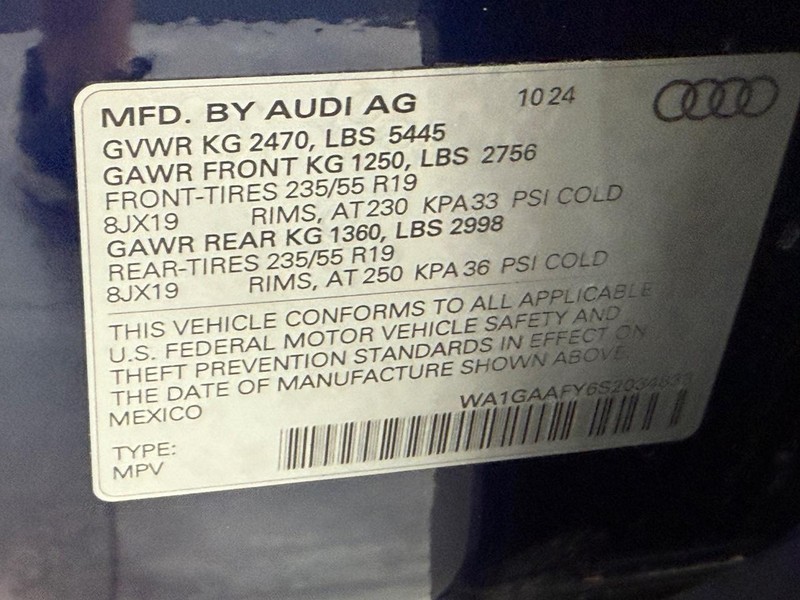 MFD. BY AUDI AG 10 24
GVWR KG 2470, LBS 5445
GAWR FRONT KG 1250, LBS 2756
FRONT-TIRES 235/55 R19
8JX19 RIMS, AT 230 KPA 33 PSI COLD
GAWR REAR KG 1360, LBS 2998
REAR-TIRES 235/55 R19
8JX19 RIMS, AT 250 KPA 36 PSI COLD
THIS VEHICLE CONFORMS TO ALL APPLICABLE
U.S. FEDERAL MOTOR VEHICLE SAFETY AND
THEFT PREVENTION STANDARDS IN EFFECT ON
THE DATE OF MANUFACTURE SHOWN ABOVE.
MEXICO
TYPE:
MPV